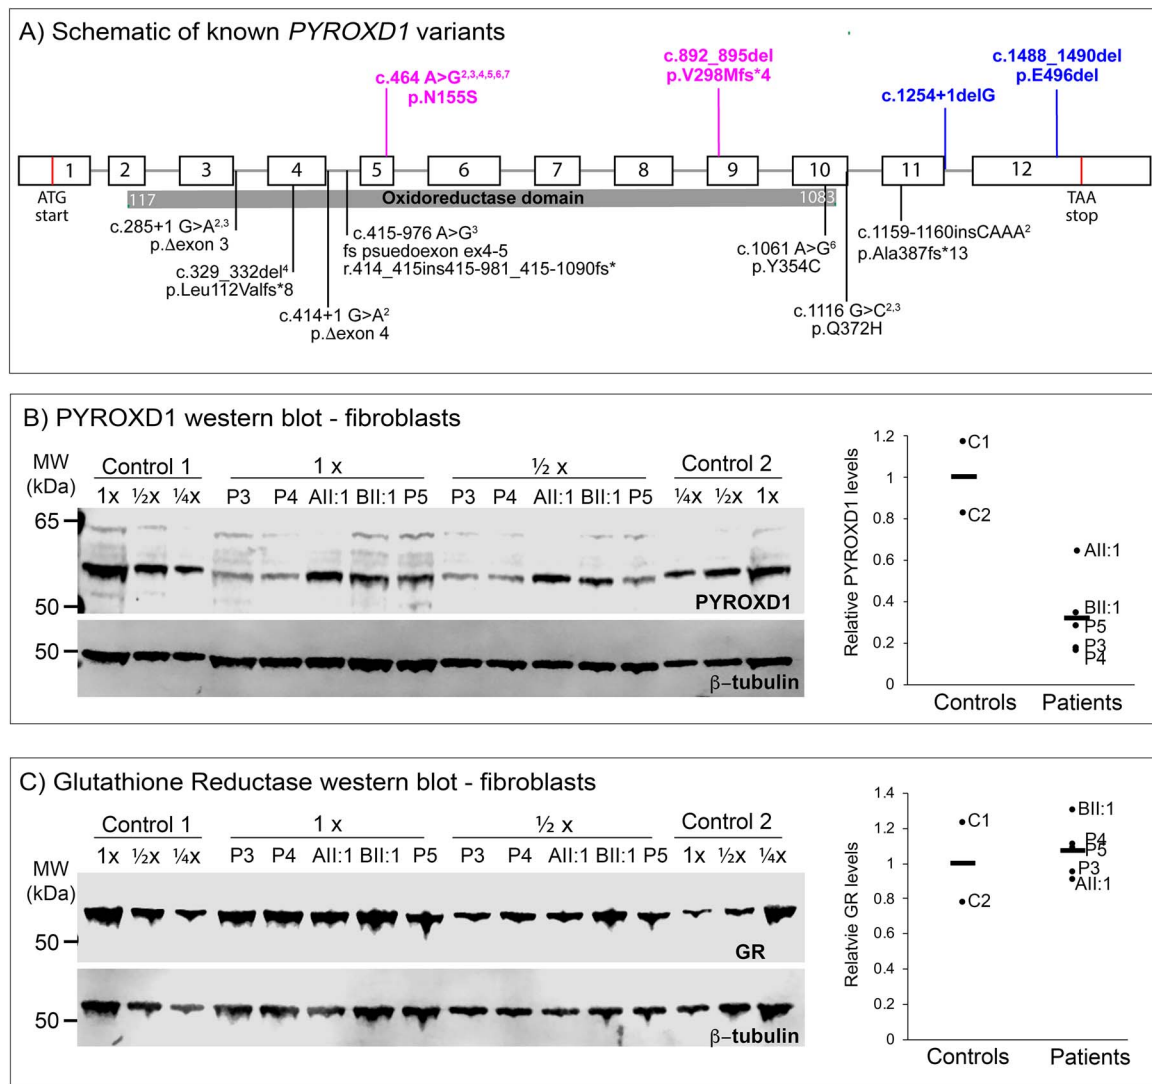 A) Schematic of known PYROXD1 variants
c.464 A>G2,3,4,5,6,7
p.N155S
c.892_895del
p.V298Mfs*4
c.1254+1delG
c.1488_1490del
p.E496del
1 2 3 4 5 6 7 8 9 10 11 12
ATG
start
117 Oxidoreductase domain 1083
TAA
stop
c.285+1 G>A2,3
p.Δexon 3
c.329_332del4
p.Leu112Valfs*8
c.414+1 G>A2
p.Δexon 4
c.415-976 A>G3
fs psuedoexon ex4-5
r.414_415ins415-981_415-1090fs*
c.1061 A>G6
p.Y354C
c.1116 G>C2,3
p.Q372H
c.1159-1160insCAAA2
p.Ala387fs*13
B) PYROXD1 western blot - fibroblasts
MW
(kDa)
Control 1 1 x ½ x Control 2
1x ½x ¼x P3 P4 AII:1 BII:1 P5 P3 P4 AII:1 BII:1 P5 ¼x ½x 1x
65
50
PYROXD1
50
β-tubulin
Relative PYROXD1 levels
1.2
1.0
0.8
0.6
0.4
0.2
0
C1
C2
AII:1
BII:1
P5
P3
P4
Controls Patients
C) Glutathione Reductase western blot - fibroblasts
MW
(kDa)
Control 1 1 x ½ x Control 2
1x ½x ¼x P3 P4 AII:1 BII:1 P5 P3 P4 AII:1 BII:1 P5 1x ½x ¼x
50
GR
50
β-tubulin
Relatvie GR levels
1.4
1.2
1
0.8
0.6
0.4
0.2
0
C1
C2
BII:1
P4
P5
P3
AII:1
Controls Patients